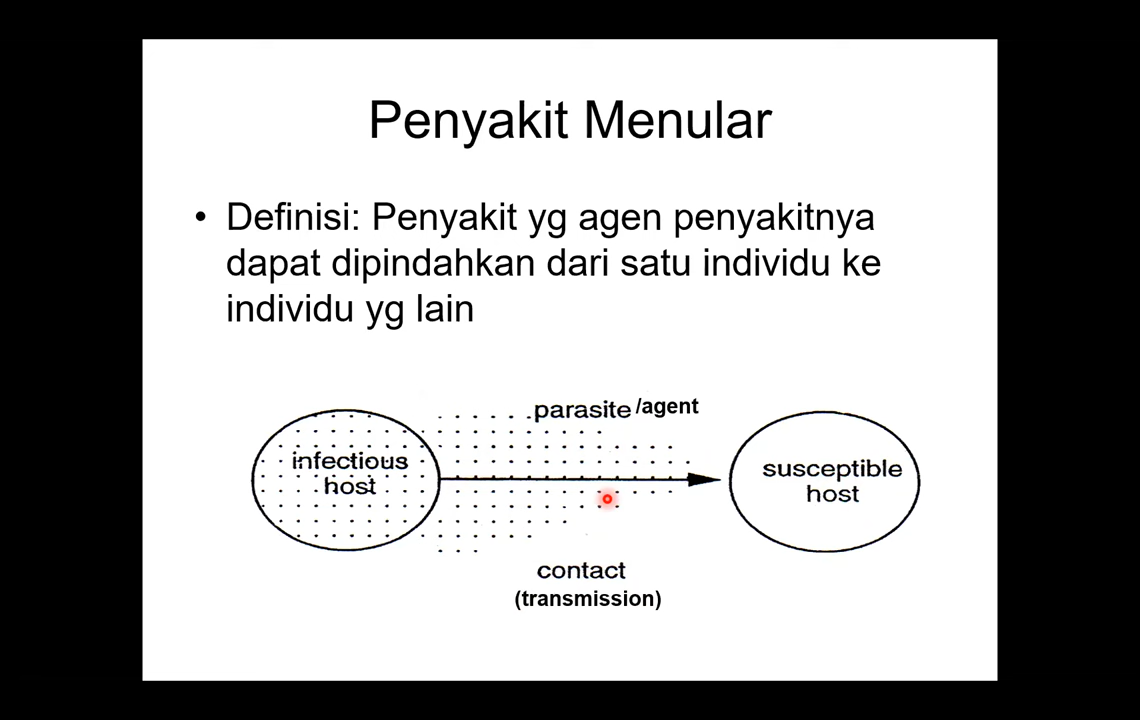 Penyakit Menular
• Definisi: Penyakit yg agen penyakitnya
dapat dipindahkan dari satu individu ke
individu yg lain
parasite /agent
infectious
host
susceptible
host
contact
(transmission)